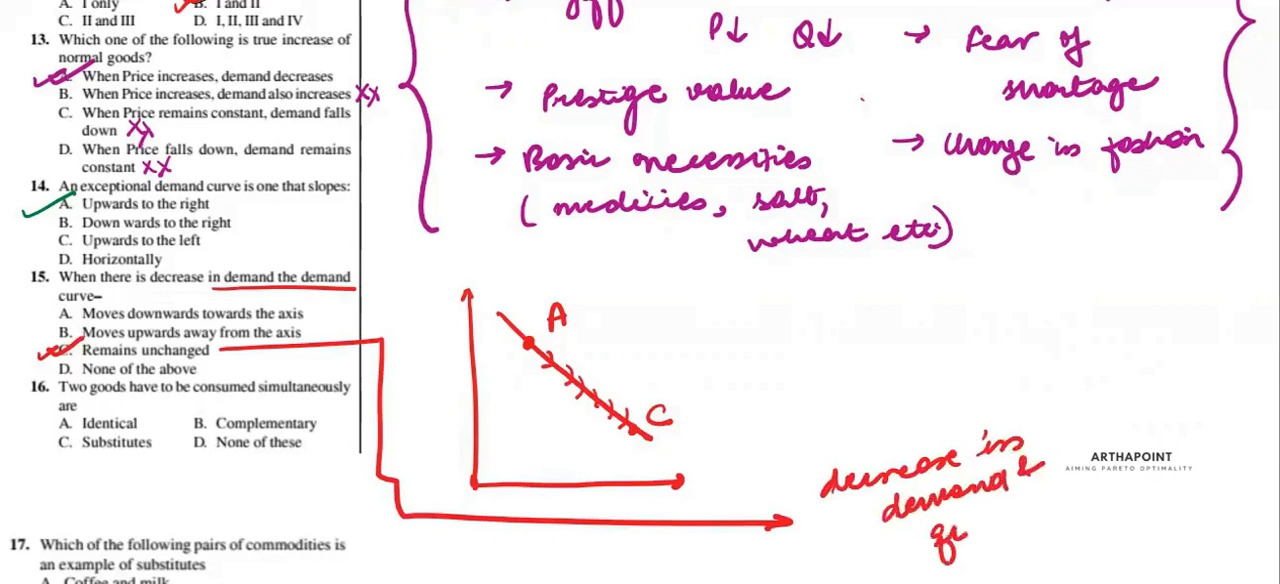 A. I only B. I and II
C. II and III D. I, II, III and IV
13. Which one of the following is true increase of
normal goods?
A. When Price increases, demand decreases
B. When Price increases, demand also increases xx
C. When Price remains constant, demand falls
down xx
D. When Price falls down, demand remains
constant xx
14. An exceptional demand curve is one that slopes:
A. Upwards to the right
B. Down wards to the right
C. Upwards to the left
D. Horizontally
15. When there is decrease in demand the demand
curve–
A. Moves downwards towards the axis
B. Moves upwards away from the axis
C. Remains unchanged
D. None of the above
16. Two goods have to be consumed simultaneously
are
A. Identical B. Complementary
C. Substitutes D. None of these
17. Which of the following pairs of commodities is
an example of substitutes
A. Coffee and milk
P↓ Q↓
→ Prestige value
→ Basic necessities
( medicines, salt,
wheat etc)
→ Fear of
shortage
→ Change in fashion
A
C
decrease in
demand
ARTHAPOINT
AIMING PARETO OPTIMALITY